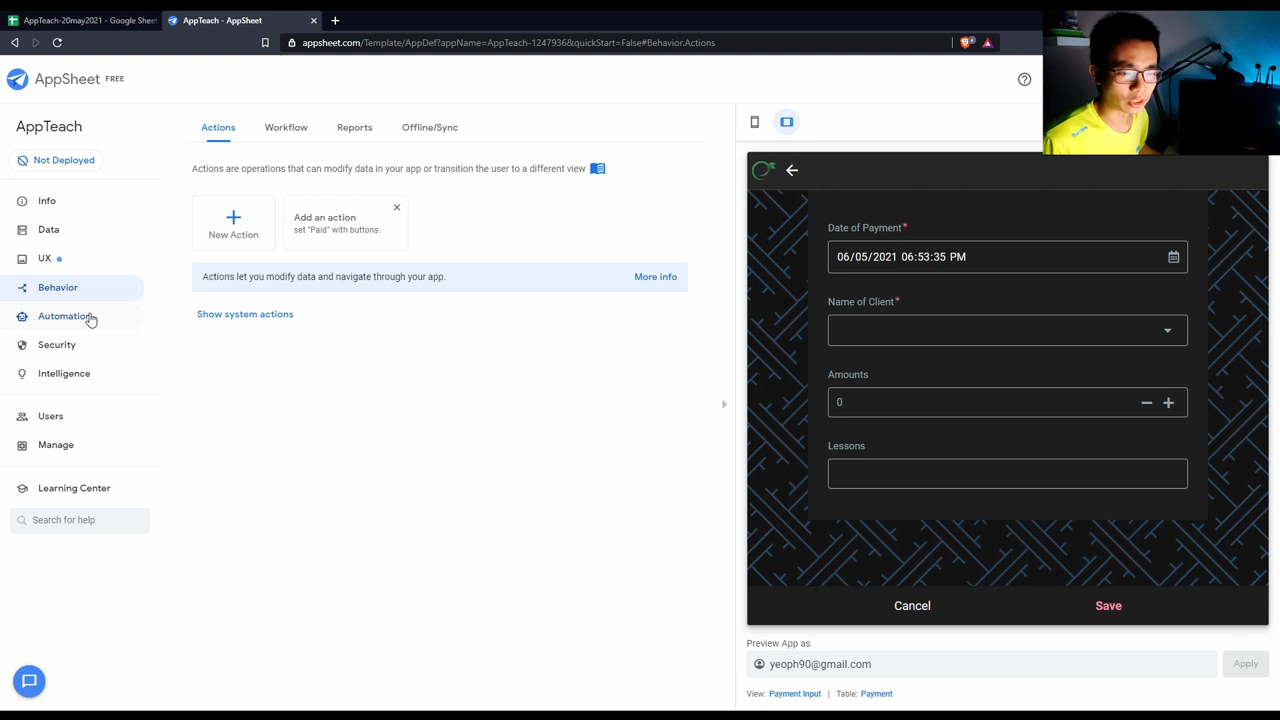 AppTeach-20may2021 - Google Sheet
AppTeach - AppSheet
appsheet.com/Template/AppDef?appName=AppTeach-1247936&quickStart=False#Behavior.Actions
AppSheet FREE
AppTeach
Not Deployed
Info
Data
UX
Behavior
Automation
Security
Intelligence
Users
Manage
Learning Center
Search for help
Actions Workflow Reports Offline/Sync
Actions are operations that can modify data in your app or transition the user to a different view
New Action
Add an action
set "Paid" with buttons.
Actions let you modify data and navigate through your app. More info
Show system actions
Date of Payment*
06/05/2021 06:53:35 PM
Name of Client*
Amounts
0
Lessons
Cancel Save
Preview App as
yeoph90@gmail.com
Apply
View: Payment Input | Table: Payment